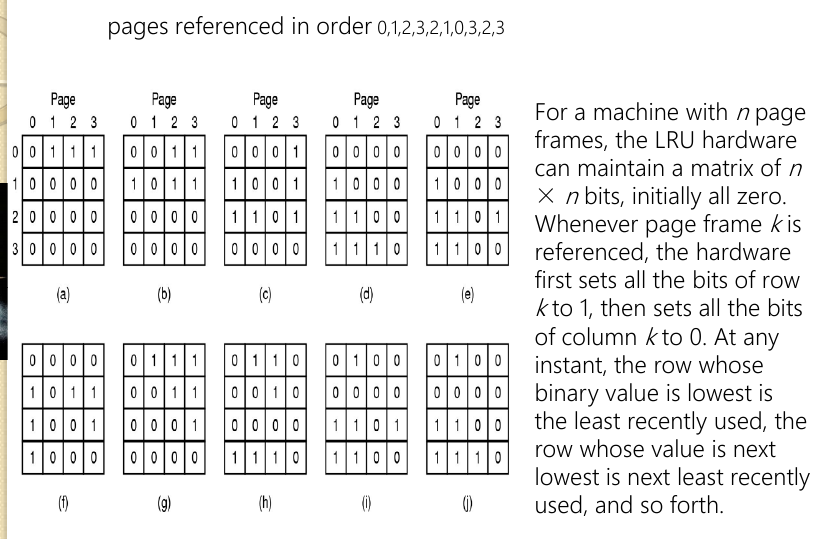 pages referenced in order 0,1,2,3,2,1,0,3,2,3
Page
0 1 2 3
0 0 1 1 1
1 0 0 0 0
2 0 0 0 0
3 0 0 0 0
(a)
Page
0 1 2 3
0 0 1 1
1 0 1 1
0 0 0 0
0 0 0 0
(b)
Page
0 1 2 3
0 0 0 1
1 0 0 1
1 1 0 1
0 0 0 0
(c)
Page
0 1 2 3
0 0 0 0
1 0 0 0
1 1 0 0
1 1 1 0
(d)
Page
0 1 2 3
0 0 0 0
1 0 0 0
1 1 0 1
1 1 0 0
(e)
0 0 0 0
1 0 1 1
1 0 0 1
1 0 0 0
(f)
0 1 1 1
0 0 1 1
0 0 0 1
0 0 0 0
(g)
0 1 1 0
0 0 1 0
0 0 0 0
1 1 1 0
(h)
0 1 0 0
0 0 0 0
1 1 0 1
1 1 0 0
(i)
0 1 0 0
0 0 0 0
1 1 0 0
1 1 1 0
(j)
For a machine with n page
frames, the LRU hardware
can maintain a matrix of n
× n bits, initially all zero.
Whenever page frame k is
referenced, the hardware
first sets all the bits of row
k to 1, then sets all the bits
of column k to 0. At any
instant, the row whose
binary value is lowest is
the least recently used, the
row whose value is next
lowest is next least recently
used, and so forth.